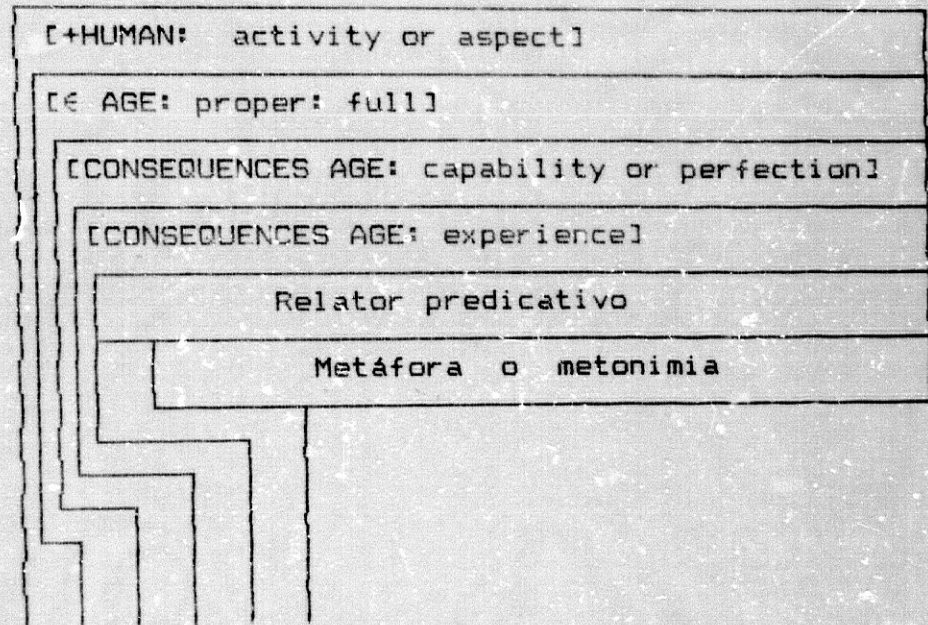 [+HUMAN: activity or aspect]
[∈ AGE: proper: full]
[CONSEQUENCES AGE: capability or perfection]
[CONSEQUENCES AGE: experience]
Relator predicativo
Metáfora o metonimia